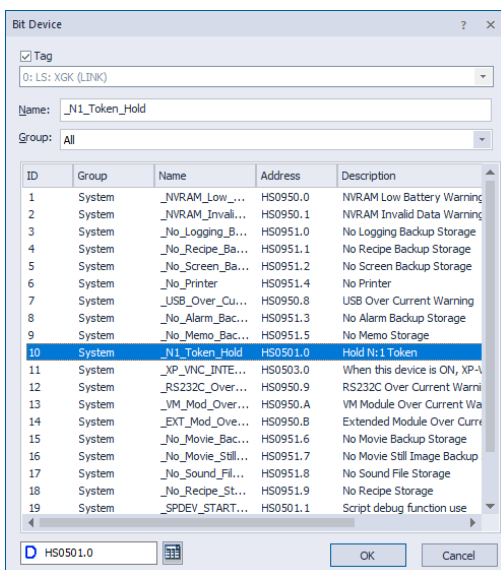 Bit Device ? ×
Tag
0: LS: XGK (LINK)
Name: _N1_Token_Hold
Group: All
ID Group Name Address Description
1 System _NVRAM_Low_... HS0950.0 NVRAM Low Battery Warning
2 System _NVRAM_Invali... HS0950.1 NVRAM Invalid Data Warning
3 System _No_Logging_B... HS0951.0 No Logging Backup Storage
4 System _No_Recipe_Ba... HS0951.1 No Recipe Backup Storage
5 System _No_Screen_Ba... HS0951.2 No Screen Backup Storage
6 System _No_Printer HS0951.4 No Printer
7 System _USB_Over_Cu... HS0950.8 USB Over Current Warning
8 System _No_Alarm_Bac... HS0951.3 No Alarm Backup Storage
9 System _No_Memo_Bac... HS0951.5 No Memo Storage
10 System _N1_Token_Hold HS0501.0 Hold N:1 Token
11 System _XP_VNC_INTE... HS0503.0 When this device is ON, XP-V
12 System _RS232C_Over... HS0950.9 RS232C Over Current Warni
13 System _VM_Mod_Over... HS0950.A VM Module Over Current Wa
14 System _EXT_Mod_Ove... HS0950.B Extended Module Over Curre
15 System _No_Movie_Bac... HS0951.6 No Movie Backup Storage
16 System _No_Movie_Still... HS0951.7 No Movie Still Image Backup
17 System _No_Sound_Fil... HS0951.8 No Sound File Storage
18 System _No_Recipe_St... HS0951.9 No Recipe Storage
19 System _SPDEV_START... HS0501.1 Script debug function use
D HS0501.0 OK Cancel